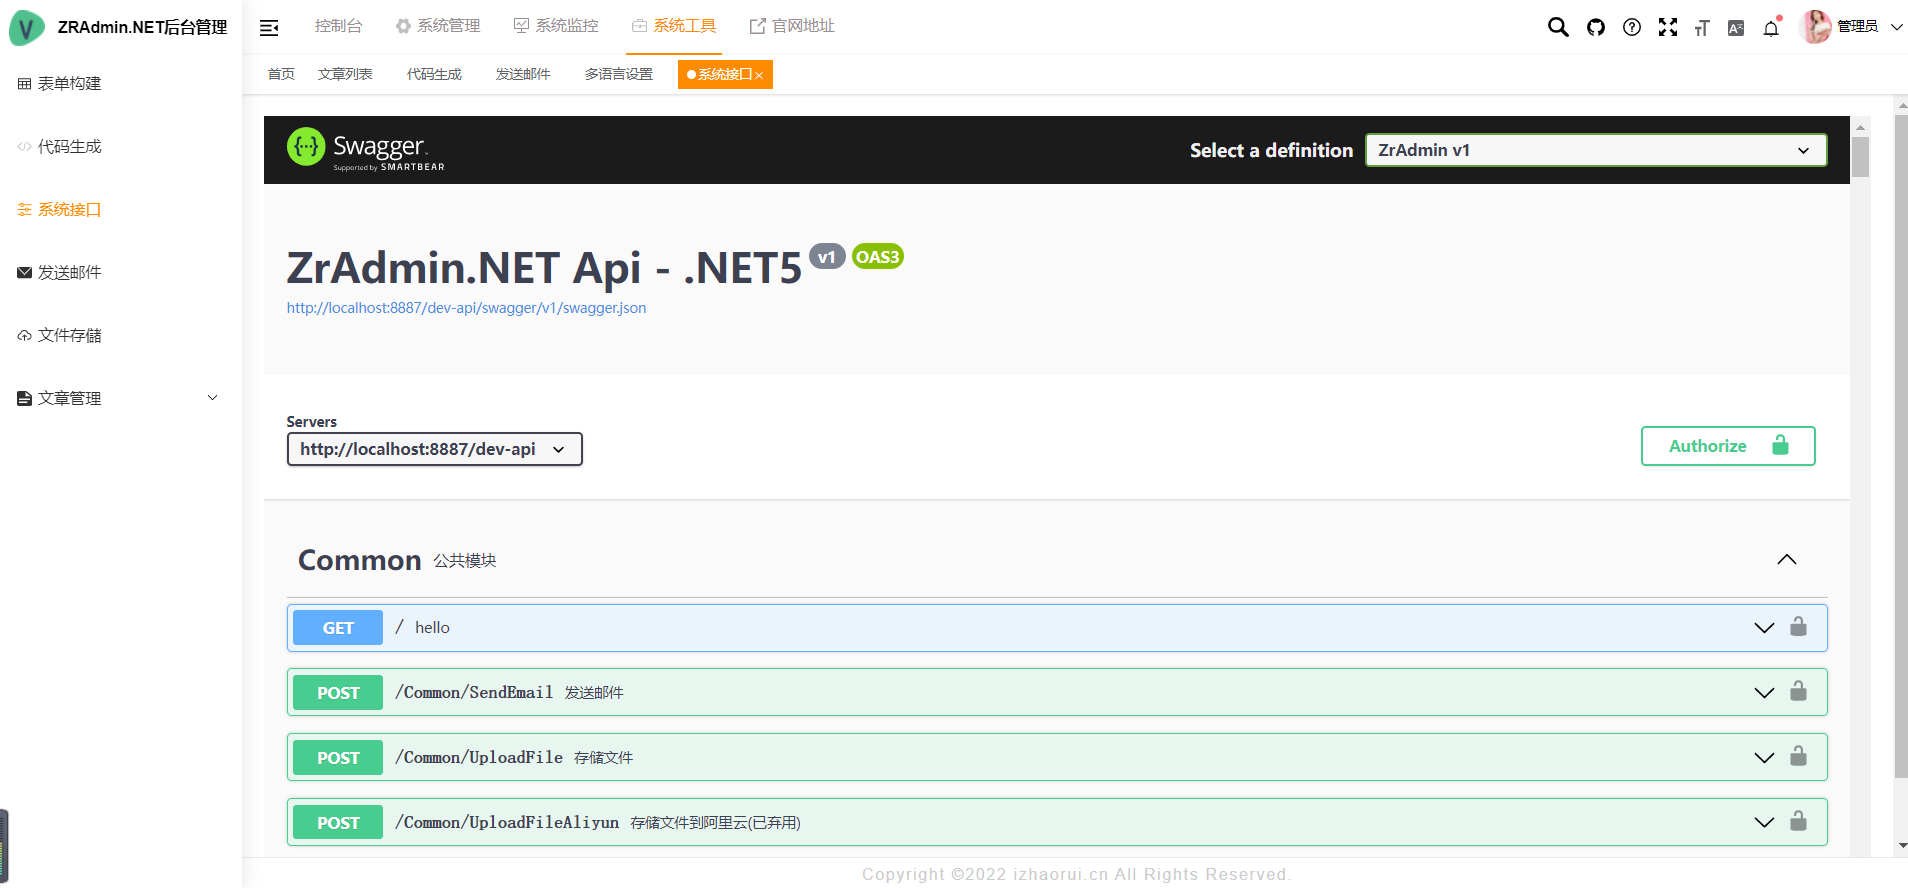 ZRAdmin.NET后台管理
控制台 系统管理 系统监控 系统工具 官网地址 管理员
首页 文章列表 代码生成 发送邮件 多语言设置 系统接口
表单构建
代码生成
系统接口
发送邮件
文件存储
文章管理
Swagger
Supported by SMARTBEAR
Select a definition ZrAdmin v1
ZrAdmin.NET Api - .NET5 v1 OAS3
http://localhost:8887/dev-api/swagger/v1/swagger.json
Servers
http://localhost:8887/dev-api
Authorize
Common 公共模块
GET / hello
POST /Common/SendEmail 发送邮件
POST /Common/UploadFile 存储文件
POST /Common/UploadFileAliyun 存储文件到阿里云(已弃用)
Copyright ©2022 izhaorui.cn All Rights Reserved.